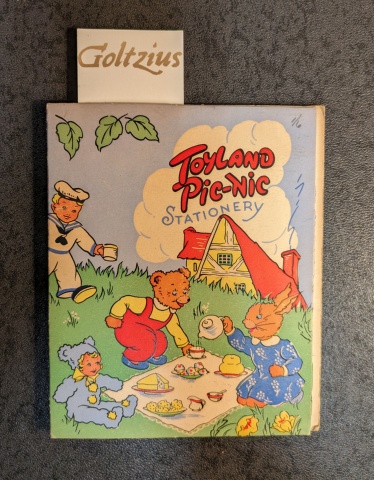 Goltzius
1/6
TOYLAND
PIC-NIC
STATIONERY